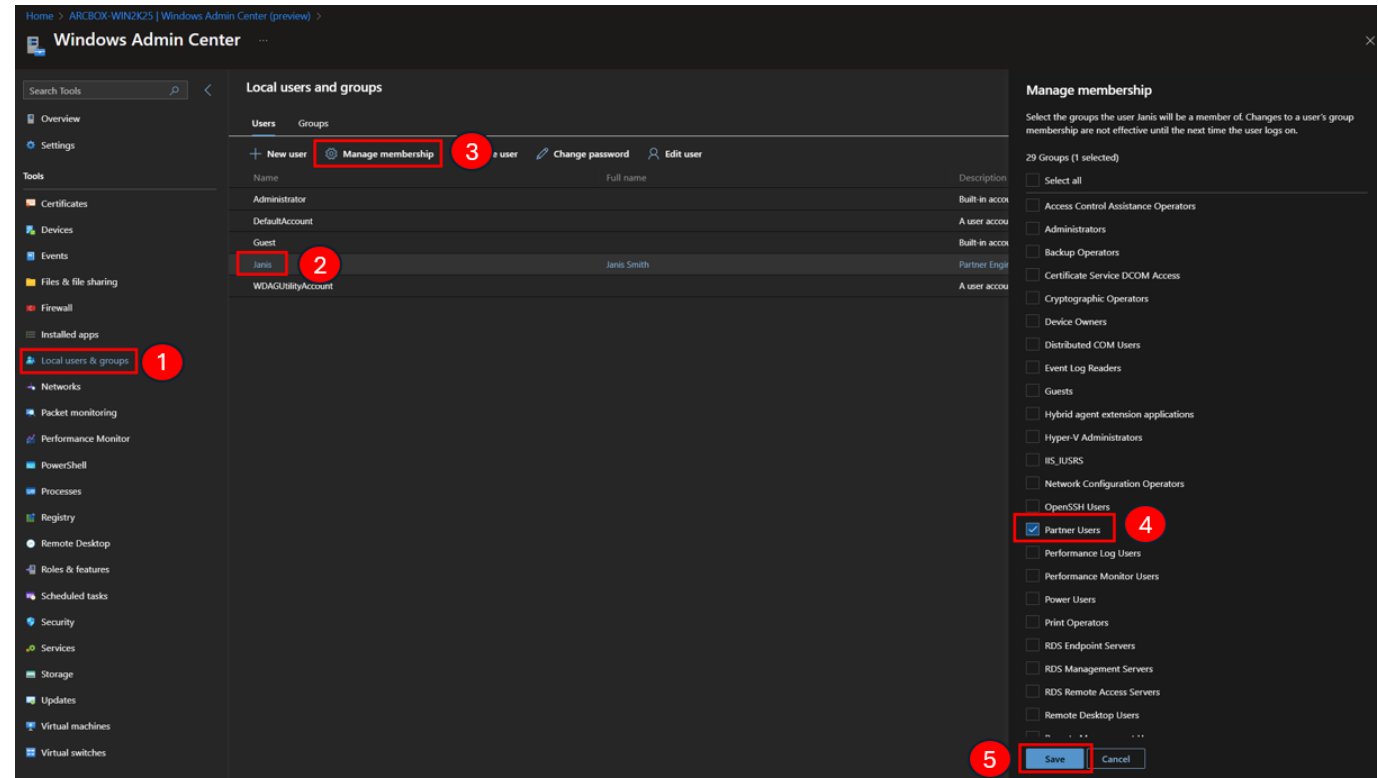 Home > ARCBOX-WIN2K25 | Windows Admin Center (preview) >
Windows Admin Center ...
Search Tools
Overview
Settings
Tools
Certificates
Devices
Events
Files & file sharing
Firewall
Installed apps
Local users & groups
1
Networks
Packet monitoring
Performance Monitor
PowerShell
Processes
Registry
Remote Desktop
Roles & features
Scheduled tasks
Security
Services
Storage
Updates
Virtual machines
Virtual switches
Local users and groups
Users Groups
New user Manage membership 3 e user Change password Edit user
Name Full name Description
Administrator Built-in accou
DefaultAccount A user accou
Guest Built-in accou
Janis 2 Janis Smith Partner Engi
WDAGUtilityAccount A user accou
Manage membership
Select the groups the user Janis will be a member of. Changes to a user's group
membership are not effective until the next time the user logs on.
29 Groups (1 selected)
Select all
Access Control Assistance Operators
Administrators
Backup Operators
Certificate Service DCOM Access
Cryptographic Operators
Device Owners
Distributed COM Users
Event Log Readers
Guests
Hybrid agent extension applications
Hyper-V Administrators
IIS_IUSRS
Network Configuration Operators
OpenSSH Users
Partner Users 4
Performance Log Users
Performance Monitor Users
Power Users
Print Operators
RDS Endpoint Servers
RDS Management Servers
RDS Remote Access Servers
Remote Desktop Users
5 Save Cancel